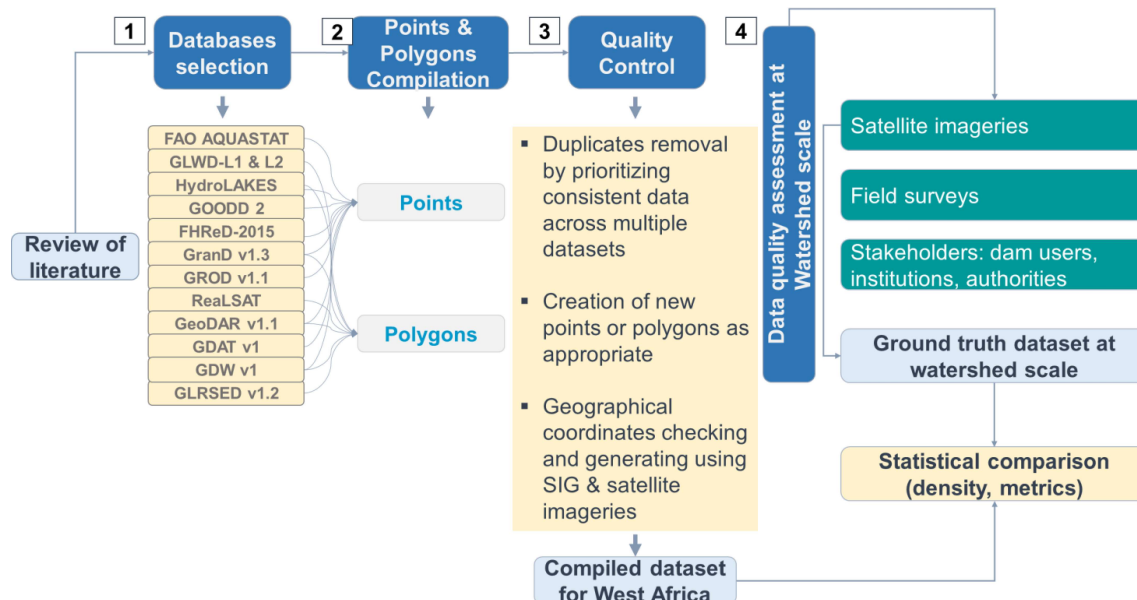 1
Databases
selection
2
Points &
Polygons
Compilation
3
Quality
Control
4
Data quality assessment at
Watershed scale
Review of
literature
FAO AQUASTAT
GLWD-L1 & L2
HydroLAKES
GOODD 2
FHReD-2015
GranD v1.3
GROD v1.1
ReaLSAT
GeoDAR v1.1
GDAT v1
GDW v1
GLRSED v1.2
Points
Polygons
▪ Duplicates removal
by prioritizing
consistent data
across multiple
datasets
▪ Creation of new
points or polygons as
appropriate
▪ Geographical
coordinates checking
and generating using
SIG & satellite
imageries
Compiled dataset
for West Africa
Satellite imageries
Field surveys
Stakeholders: dam users,
institutions, authorities
Ground truth dataset at
watershed scale
Statistical comparison
(density, metrics)